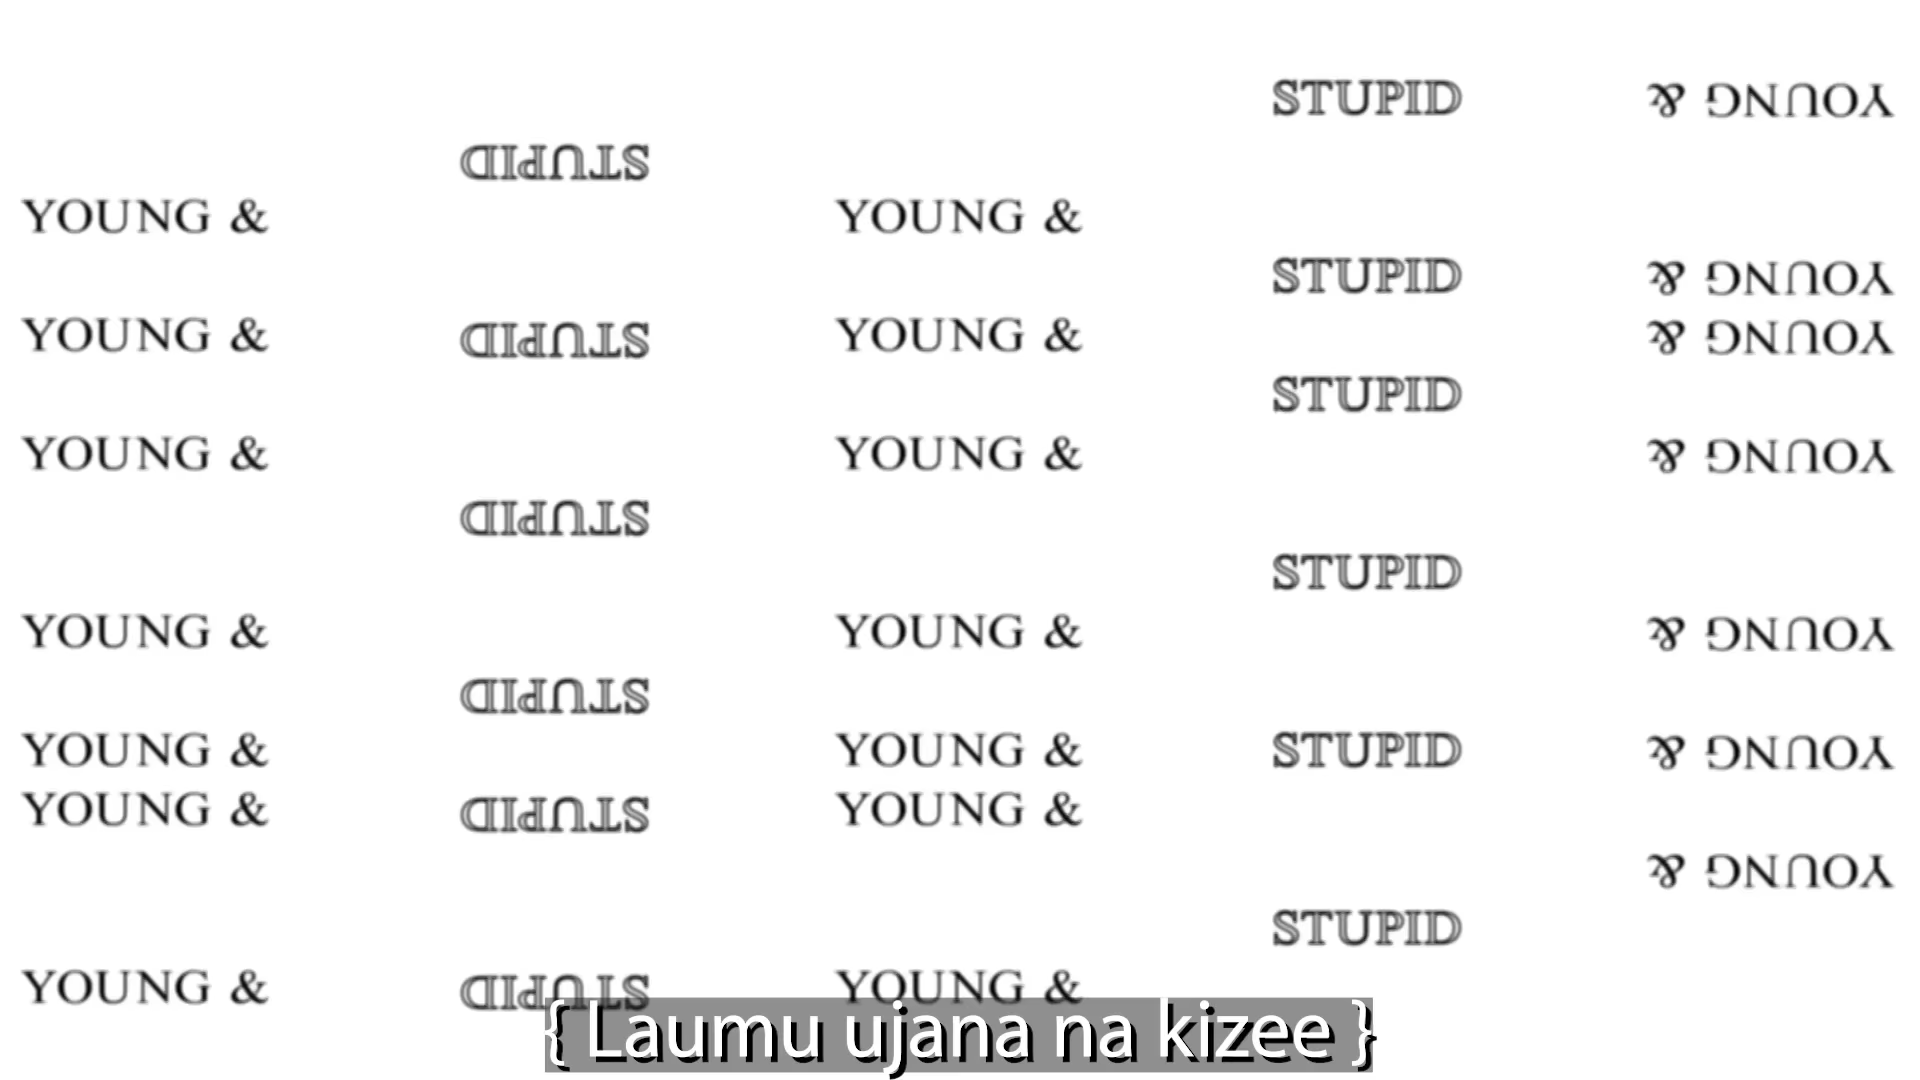 STUPID YOUNG &
STUPID
YOUNG & YOUNG &
STUPID YOUNG &
YOUNG & STUPID YOUNG & YOUNG &
STUPID
YOUNG & YOUNG & YOUNG &
STUPID
STUPID
YOUNG & YOUNG & YOUNG &
STUPID
YOUNG & YOUNG & STUPID YOUNG &
YOUNG & STUPID YOUNG &
YOUNG &
STUPID
YOUNG & STUPID YOUNG &
{ Laumu ujana na kizee }